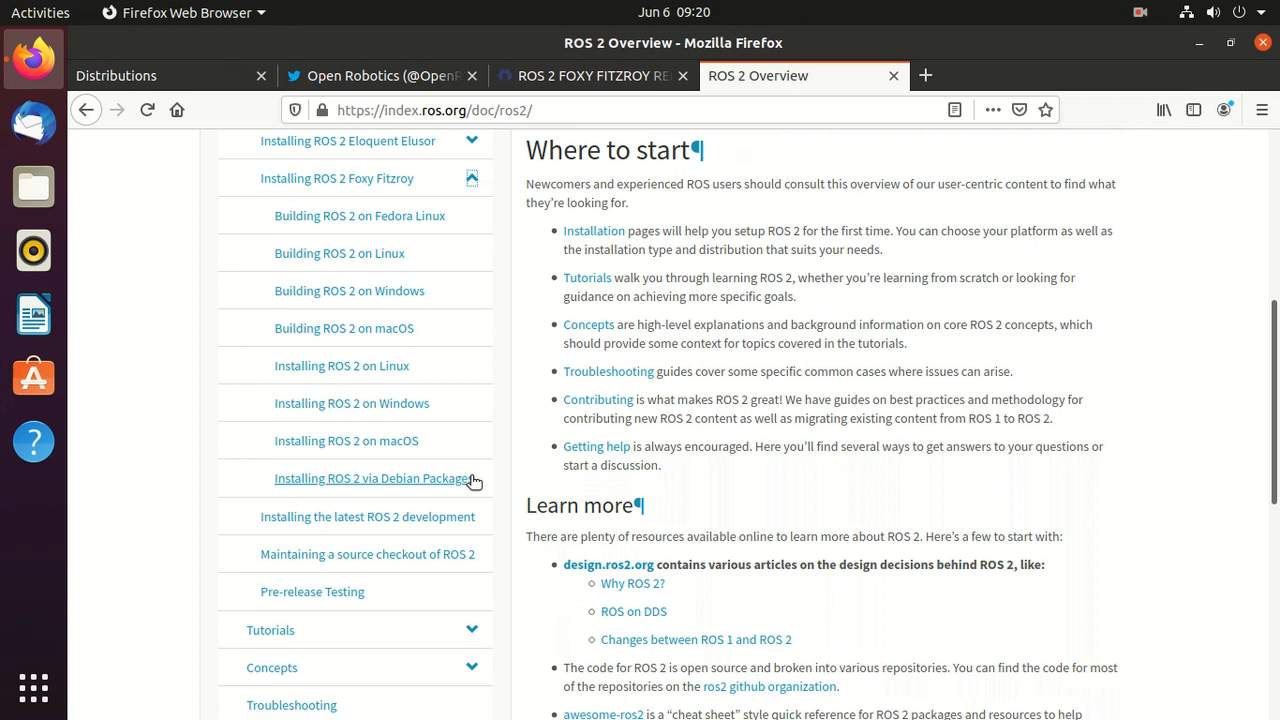 Activities
Firefox Web Browser
Jun 6 09:20
ROS 2 Overview - Mozilla Firefox
Distributions
Open Robotics (@OpenR
ROS 2 FOXY FITZROY RE
ROS 2 Overview
https://index.ros.org/doc/ros2/
Installing ROS 2 Eloquent Elusor
Installing ROS 2 Foxy Fitzroy
Building ROS 2 on Fedora Linux
Building ROS 2 on Linux
Building ROS 2 on Windows
Building ROS 2 on macOS
Installing ROS 2 on Linux
Installing ROS 2 on Windows
Installing ROS 2 on macOS
Installing ROS 2 via Debian Packages
Installing the latest ROS 2 development
Maintaining a source checkout of ROS 2
Pre-release Testing
Tutorials
Concepts
Troubleshooting
Where to start¶
Newcomers and experienced ROS users should consult this overview of our user-centric content to find what
they’re looking for.
Installation pages will help you setup ROS 2 for the first time. You can choose your platform as well as
the installation type and distribution that suits your needs.
Tutorials walk you through learning ROS 2, whether you’re learning from scratch or looking for
guidance on achieving more specific goals.
Concepts are high-level explanations and background information on core ROS 2 concepts, which
should provide some context for topics covered in the tutorials.
Troubleshooting guides cover some specific common cases where issues can arise.
Contributing is what makes ROS 2 great! We have guides on best practices and methodology for
contributing new ROS 2 content as well as migrating existing content from ROS 1 to ROS 2.
Getting help is always encouraged. Here you’ll find several ways to get answers to your questions or
start a discussion.
Learn more¶
There are plenty of resources available online to learn more about ROS 2. Here’s a few to start with:
design.ros2.org contains various articles on the design decisions behind ROS 2, like:
Why ROS 2?
ROS on DDS
Changes between ROS 1 and ROS 2
The code for ROS 2 is open source and broken into various repositories. You can find the code for most
of the repositories on the ros2 github organization.
awesome-ros2 is a “cheat sheet” style quick reference for ROS 2 packages and resources to help